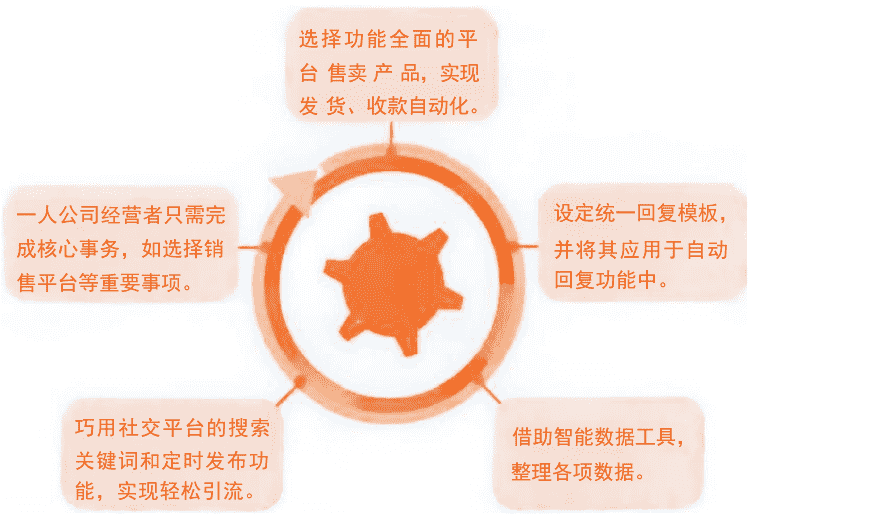 选择功能全面的平
台 售卖 产 品，实现
发 货、收款自动化。
设定统一回复模板，
并将其应用于自动
回复功能中。
借助智能数据工具，
整理各项数据。
巧用社交平台的搜索
关键词和定时发布功
能，实现轻松引流。
一人公司经营者只需完
成核心事务，如选择销
售平台等重要事项。